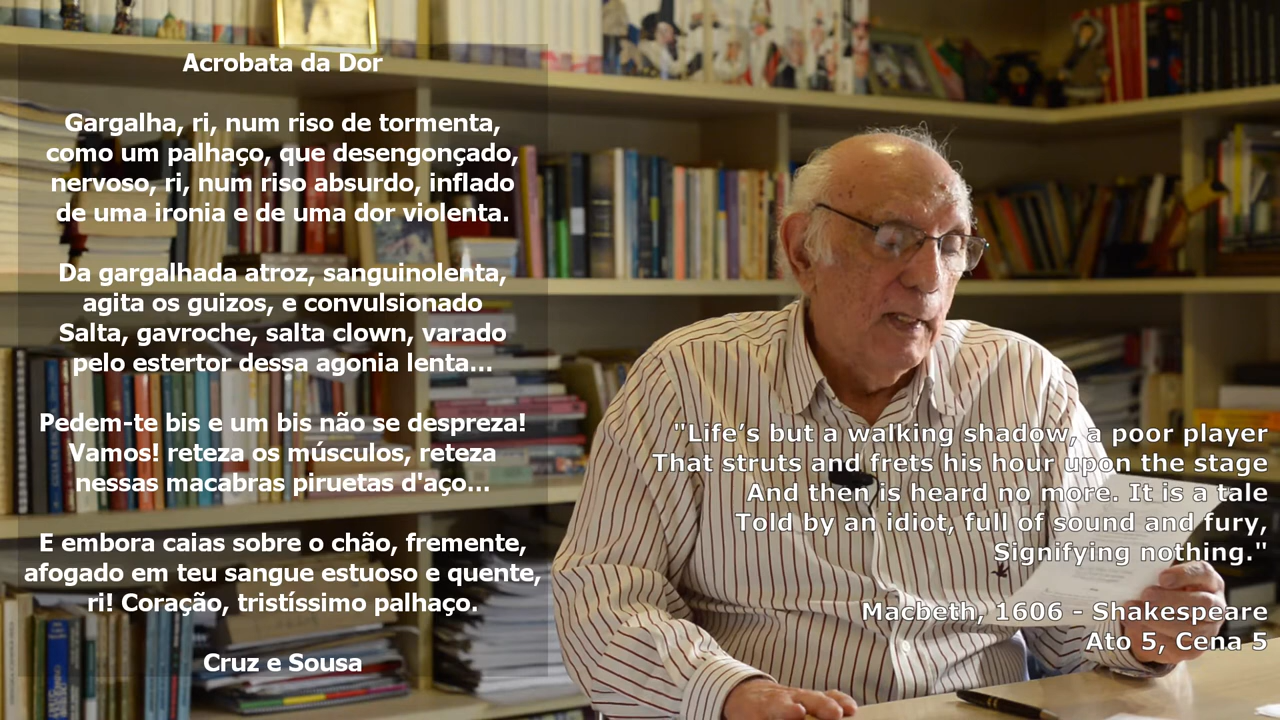 Acrobata da Dor
Gargalha, ri, num riso de tormenta,
como um palhaço, que desengonçado,
nervoso, ri, num riso absurdo, inflado
de uma ironia e de uma dor violenta.
Da gargalhada atroz, sanguinolenta,
agita os guizos, e convulsionado
Salta, gavroche, salta clown, varado
pelo estertor dessa agonia lenta...
Pedem-te bis e um bis não se despreza!
Vamos! reteza os músculos, reteza
nessas macabras piruetas d'aço...
E embora caias sobre o chão, fremente,
afogado em teu sangue estuoso e quente,
ri! Coração, tristíssimo palhaço.
Cruz e Sousa
"Life’s but a walking shadow, a poor player
That struts and frets his hour upon the stage
And then is heard no more. It is a tale
Told by an idiot, full of sound and fury,
Signifying nothing."
Macbeth, 1606 - Shakespeare
Ato 5, Cena 5